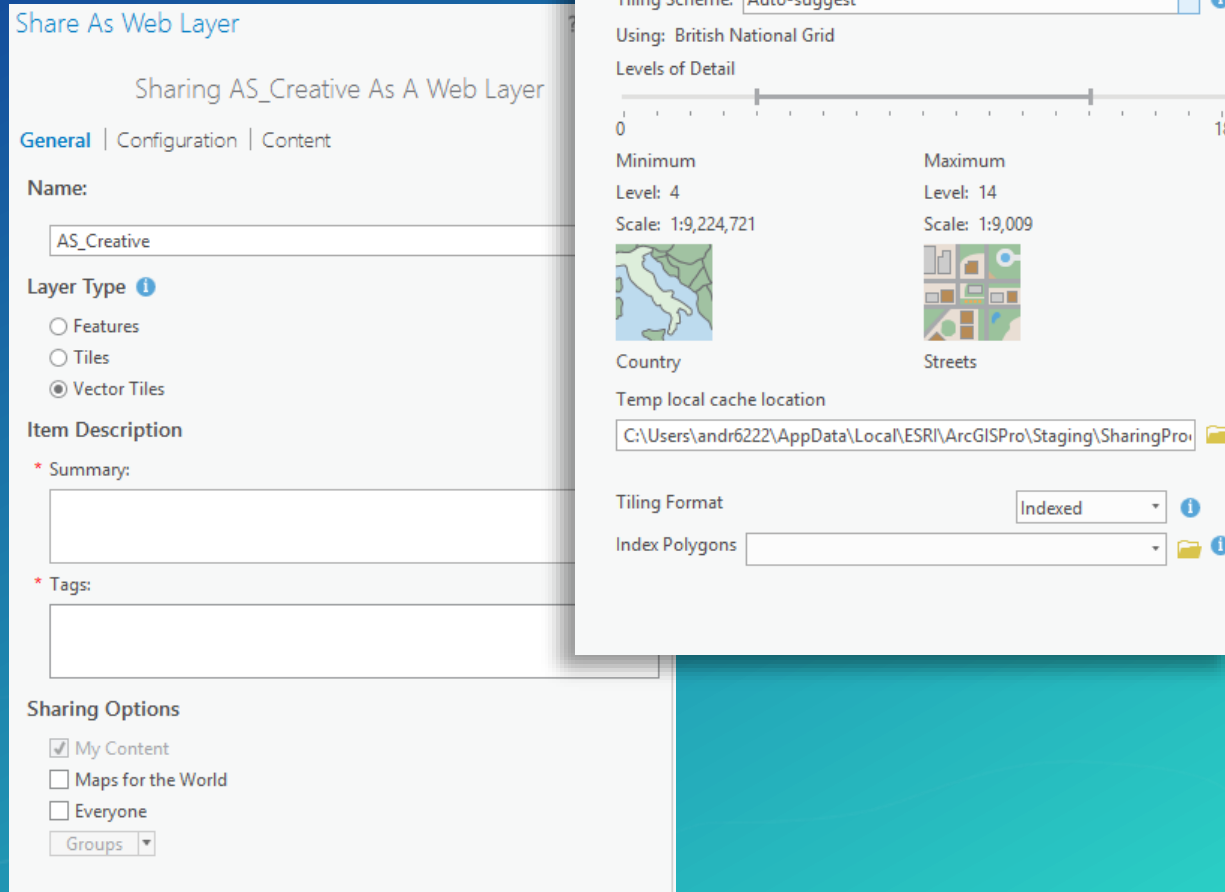 Share As Web Layer
Sharing AS_Creative As A Web Layer
General | Configuration | Content
Name:
AS_Creative
Layer Type
Features
Tiles
Vector Tiles
Item Description
* Summary:
* Tags:
Sharing Options
My Content
Maps for the World
Everyone
Groups
Tiling Scheme: Auto-suggest
Using: British National Grid
Levels of Detail
0
Minimum Maximum
Level: 4 Level: 14
Scale: 1:9,224,721 Scale: 1:9,009
Country Streets
Temp local cache location
C:\Users\andr6222\AppData\Local\ESRI\ArcGISPro\Staging\SharingPro
Tiling Format Indexed
Index Polygons